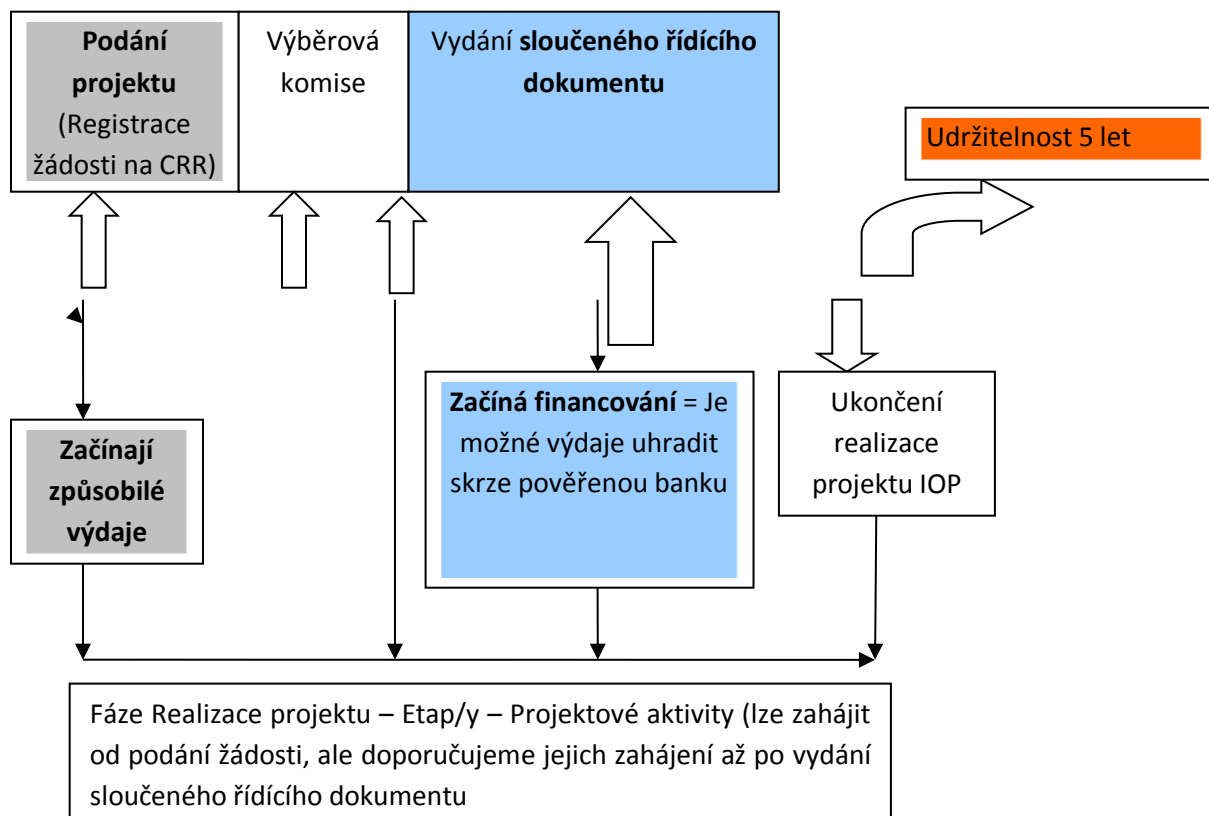 Podání
projektu
(Registrace
žádosti na CRR)
Výběrová
komise
Vydání sloučeného řídícího
dokumentu
Udržitelnost 5 let
Začínají
způsobilé
výdaje
Začíná financování = Je
možné výdaje uhradit
skrze pověřenou banku
Ukončení
realizace
projektu IOP
Fáze Realizace projektu – Etap/y – Projektové aktivity (lze zahájit
od podání žádosti, ale doporučujeme jejich zahájení až po vydání
sloučeného řídícího dokumentu